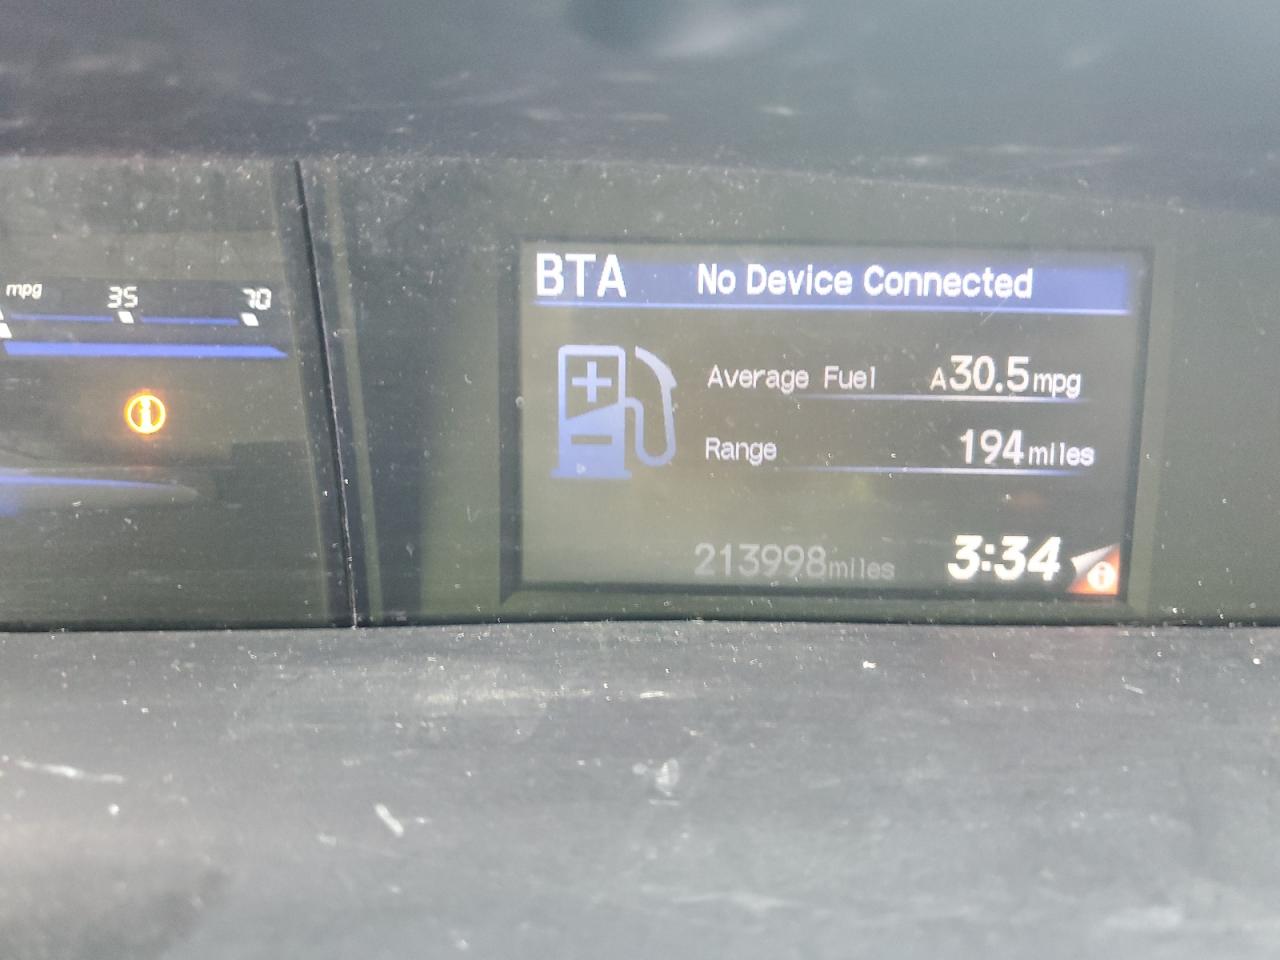 mpg 35 70
BTA No Device Connected
Average Fuel A30.5mpg
Range 194miles
213998miles 3:34